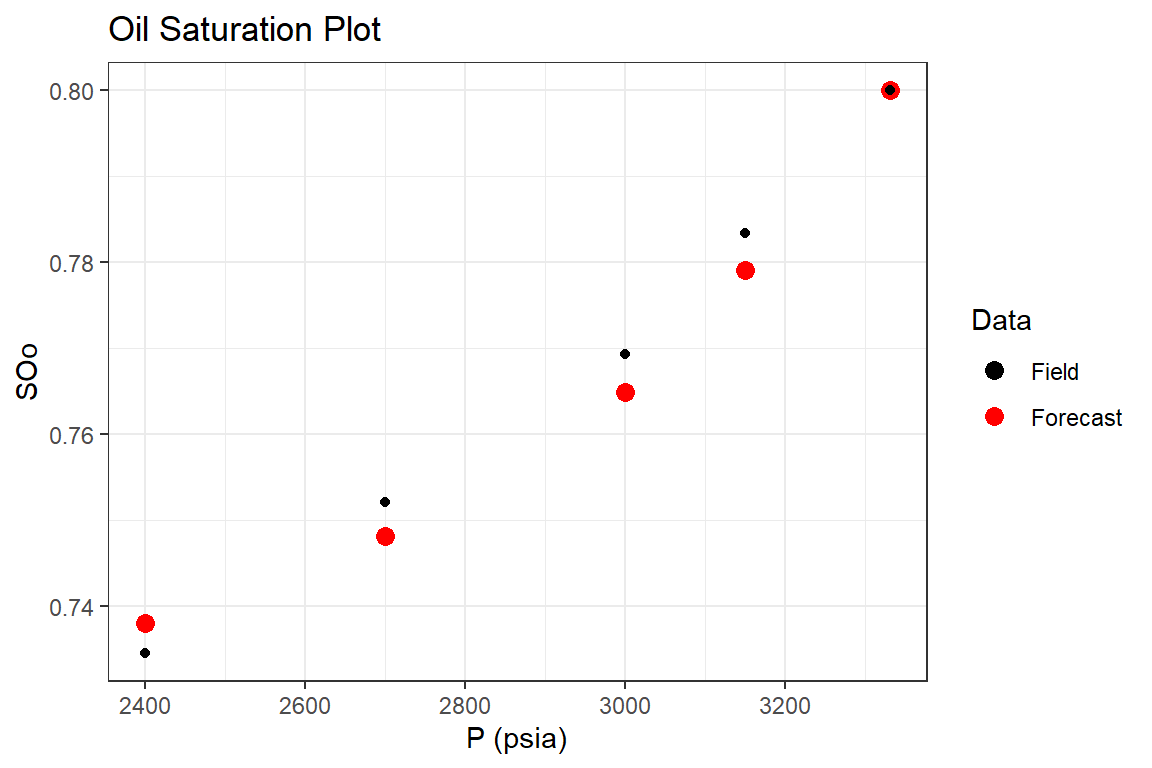 Oil Saturation Plot
0.80
0.78
0.76
0.74
SOo
2400 2600 2800 3000 3200
P (psia)
Data
Field
Forecast